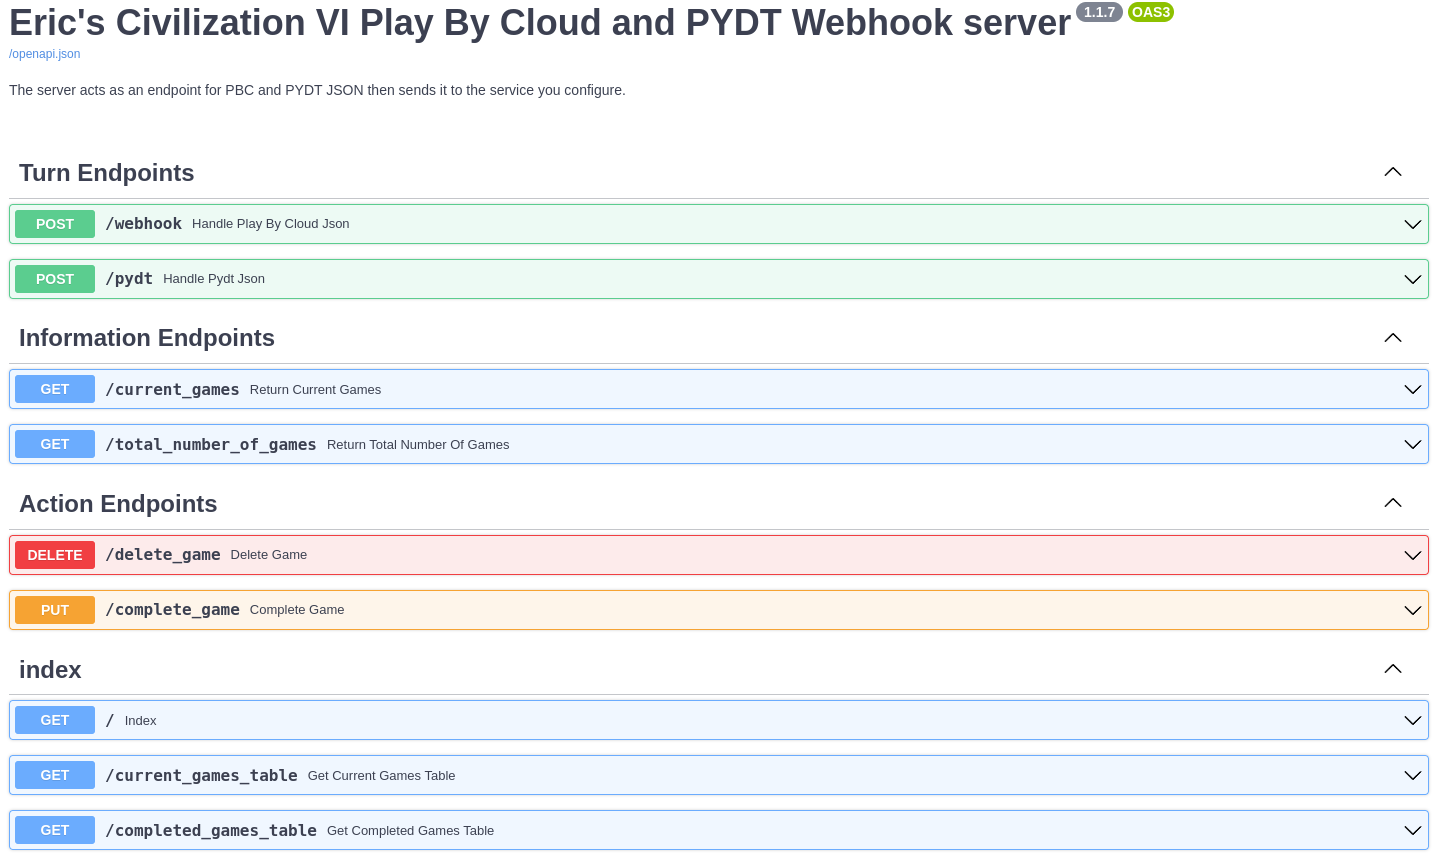 Eric's Civilization VI Play By Cloud and PYDT Webhook server 1.1.7 OAS3
/openapi.json
The server acts as an endpoint for PBC and PYDT JSON then sends it to the service you configure.
Turn Endpoints
POST /webhook Handle Play By Cloud Json
POST /pydt Handle Pydt Json
Information Endpoints
GET /current_games Return Current Games
GET /total_number_of_games Return Total Number Of Games
Action Endpoints
DELETE /delete_game Delete Game
PUT /complete_game Complete Game
index
GET / Index
GET /current_games_table Get Current Games Table
GET /completed_games_table Get Completed Games Table